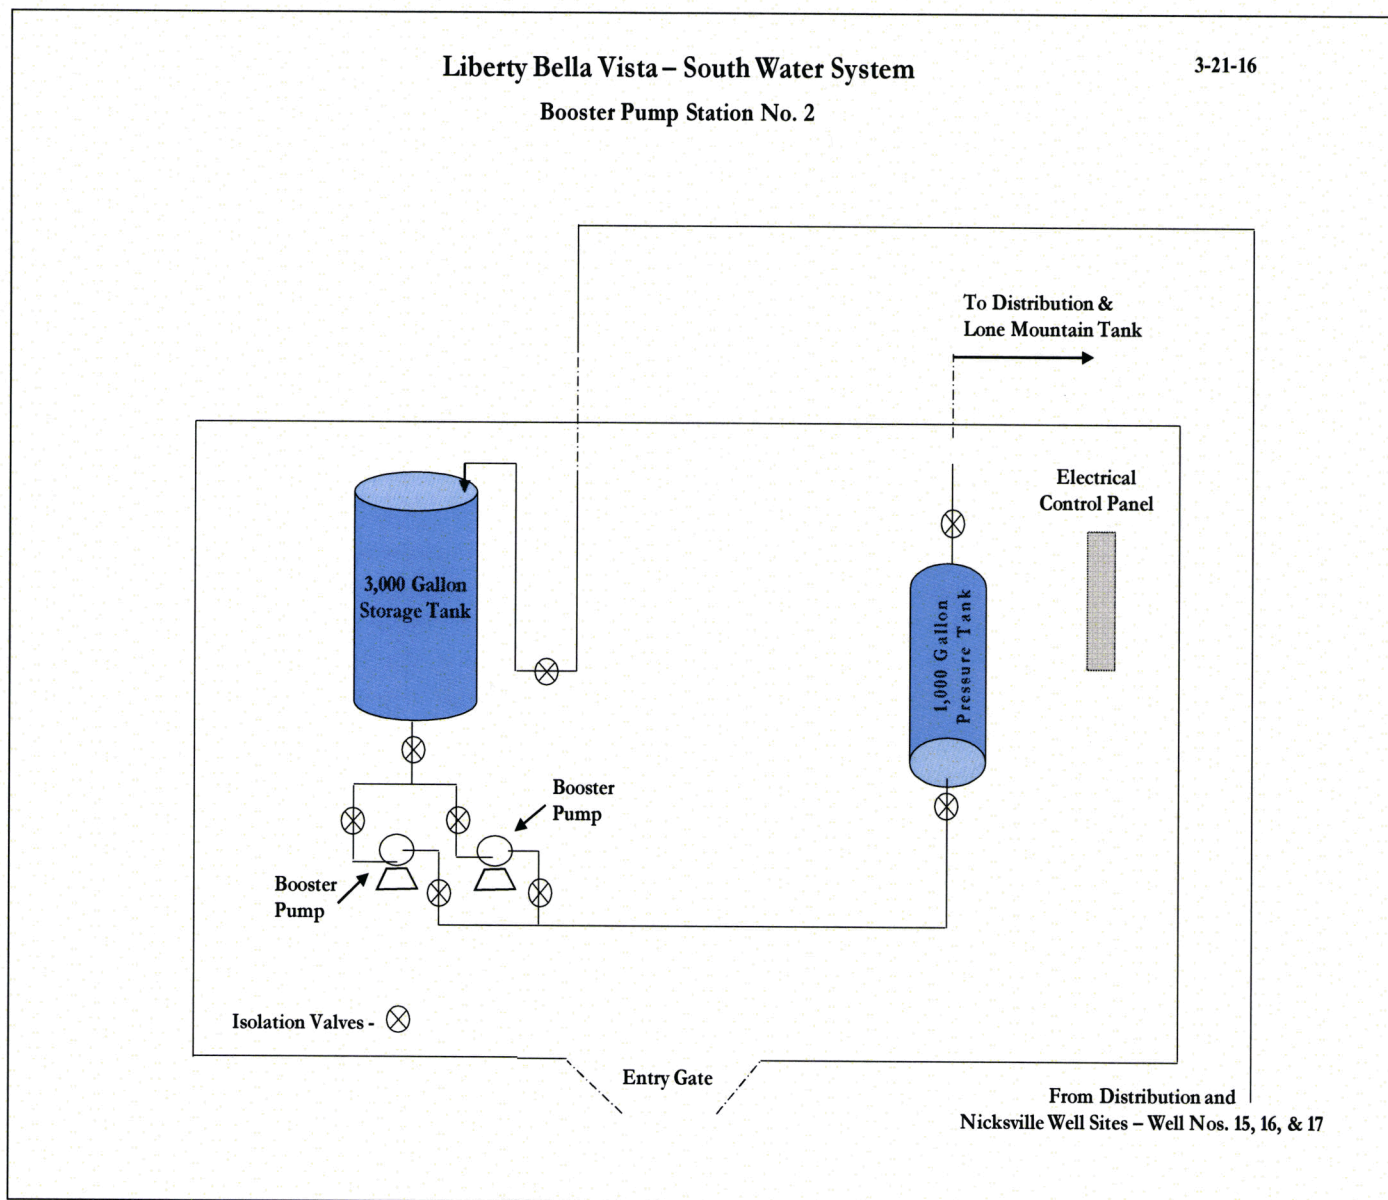 Liberty Bella Vista – South Water System
3-21-16
Booster Pump Station No. 2
To Distribution &
Lone Mountain Tank
Electrical
Control Panel
3,000 Gallon
Storage Tank
1,000 Gallon
Pressure Tank
Booster
Pump
Booster
Pump
Isolation Valves -
Entry Gate
From Distribution and
Nicksville Well Sites – Well Nos. 15, 16, & 17